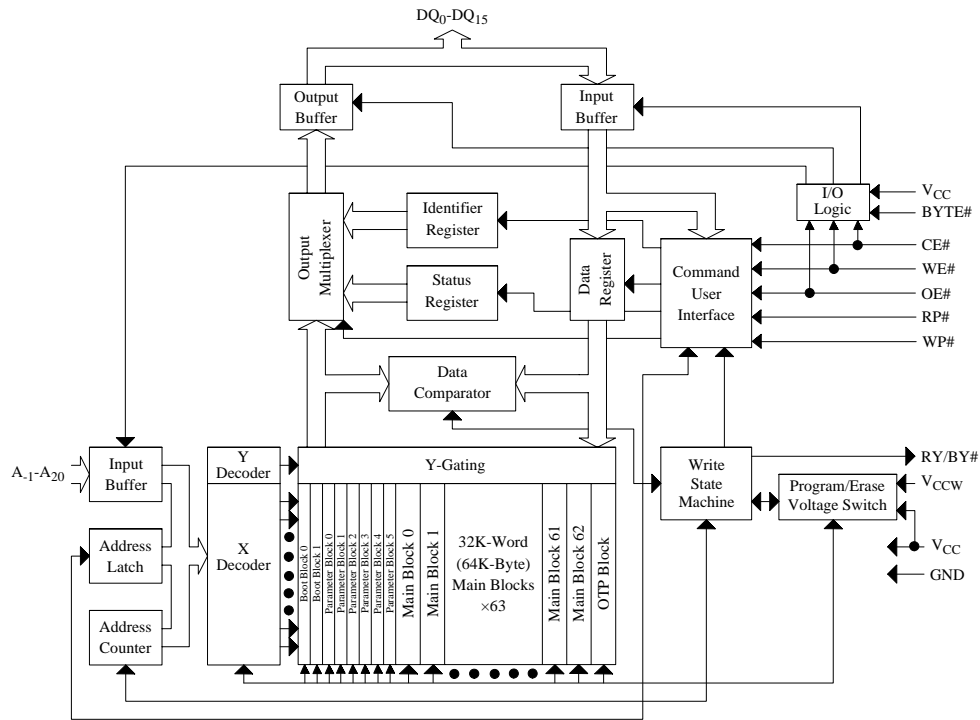 DQ0-DQ15
Output
Buffer
Input
Buffer
I/O
Logic
VCC
BYTE#
CE#
WE#
OE#
RP#
WP#
Output
Multiplexer
Identifier
Register
Status
Register
Data
Register
Command
User
Interface
Data
Comparator
A-1-A20
Input
Buffer
Y
Decoder
Y-Gating
Write
State
Machine
RY/BY#
Program/Erase
Voltage Switch
VCCW
VCC
GND
Address
Latch
X
Decoder
Address
Counter
Boot Block 0
Boot Block 1
Parameter Block 0
Parameter Block 1
Parameter Block 2
Parameter Block 3
Parameter Block 4
Parameter Block 5
Main Block 0
Main Block 1
32K-Word
(64K-Byte)
Main Blocks
×63
Main Block 61
Main Block 62
OTP Block